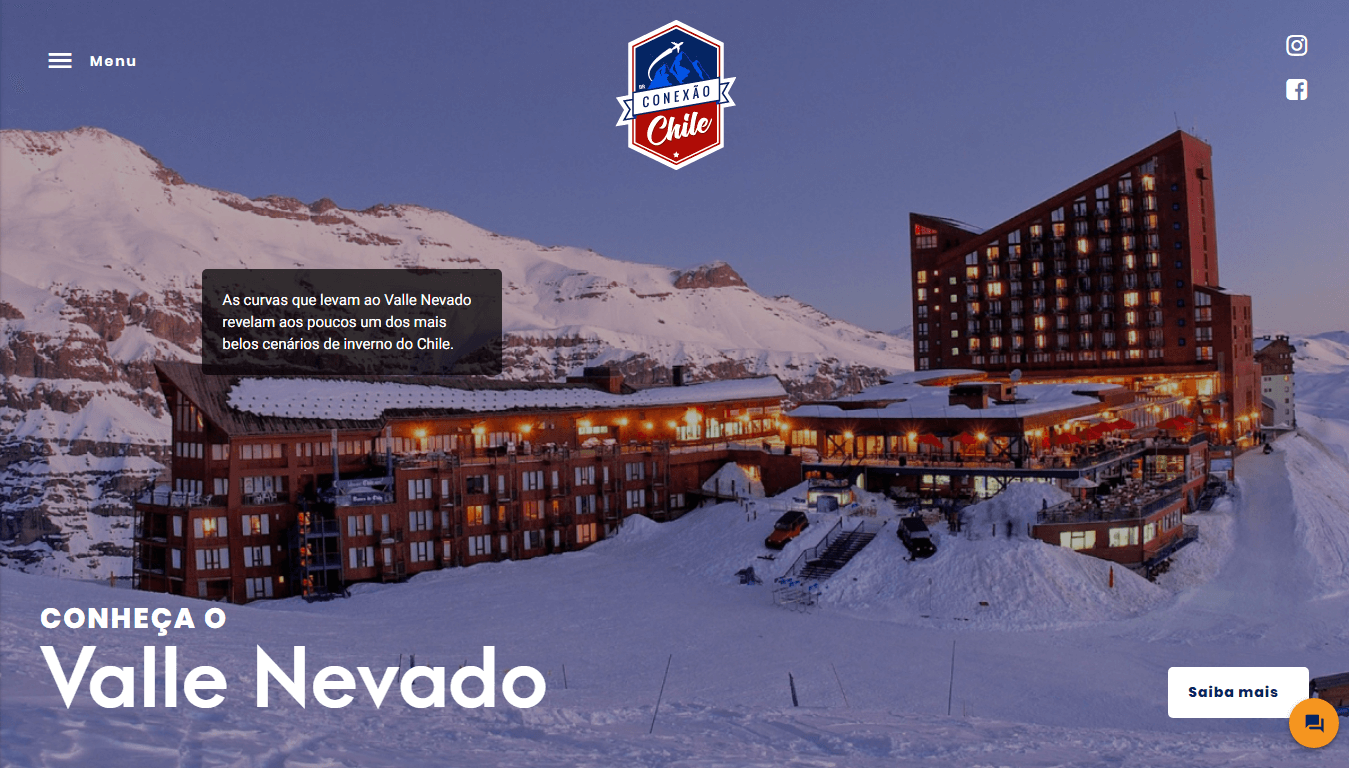 Menu
CONEXÃO
Chile
As curvas que levam ao Valle Nevado
revelam aos poucos um dos mais
belos cenários de inverno do Chile.
CONHEÇA O
Valle Nevado
Saiba mais